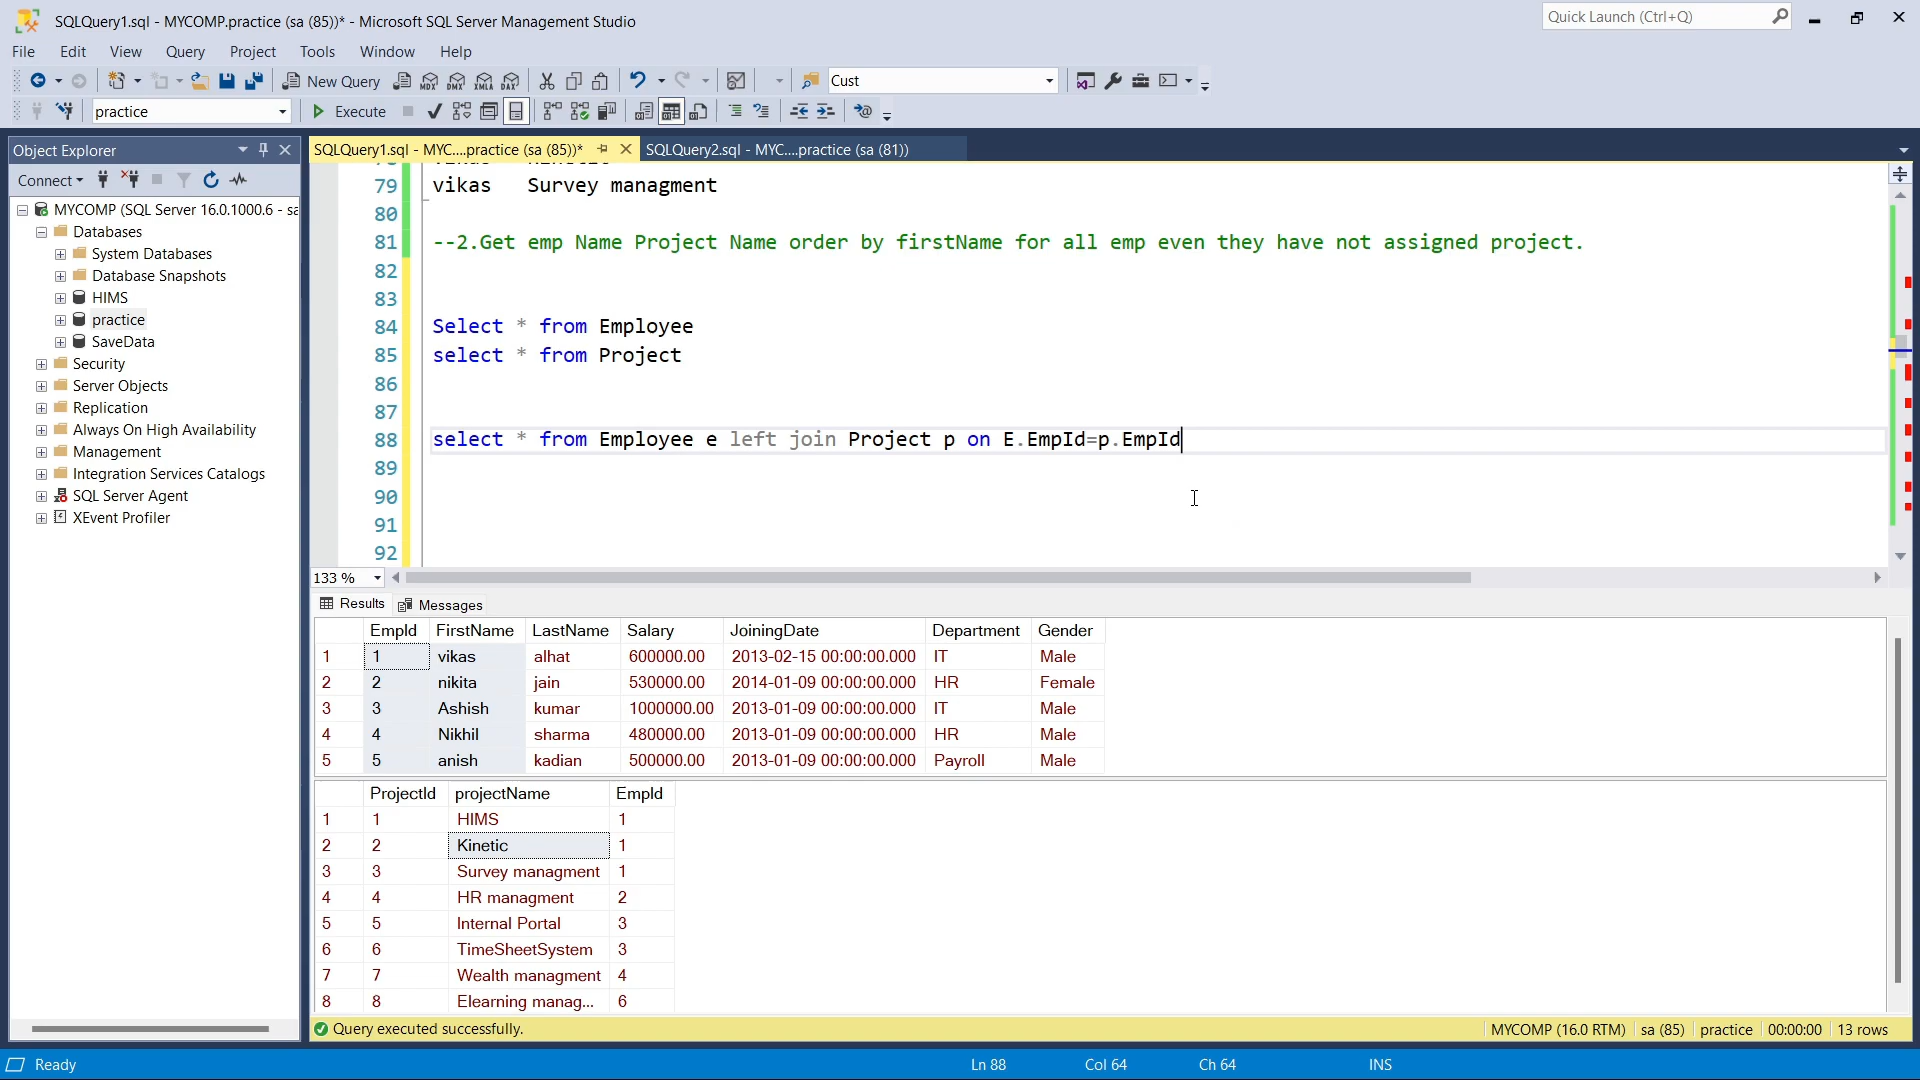 SQLQuery1.sql - MYCOMP.practice (sa (85))* - Microsoft SQL Server Management Studio
Quick Launch (Ctrl+Q)
File Edit View Query Project Tools Window Help
New Query MDX DMX XMLA DAX Cust
practice Execute
Object Explorer
SQLQuery1.sql - MYC....practice (sa (85))*
SQLQuery2.sql - MYC....practice (sa (81))
Connect
MYCOMP (SQL Server 16.0.1000.6 - sa
Databases
System Databases
Database Snapshots
HIMS
practice
SaveData
Security
Server Objects
Replication
Always On High Availability
Management
Integration Services Catalogs
SQL Server Agent
XEvent Profiler
79 vikas Survey managment
80
81 --2.Get emp Name Project Name order by firstName for all emp even they have not assigned project.
82
83
84 Select * from Employee
85 select * from Project
86
87
88 select * from Employee e left join Project p on E.EmpId=p.EmpId
89
90
91
92
133 %
Results Messages
EmpId FirstName LastName Salary JoiningDate Department Gender
1 1 vikas alhat 600000.00 2013-02-15 00:00:00.000 IT Male
2 2 nikita jain 530000.00 2014-01-09 00:00:00.000 HR Female
3 3 Ashish kumar 1000000.00 2013-01-09 00:00:00.000 IT Male
4 4 Nikhil sharma 480000.00 2013-01-09 00:00:00.000 HR Male
5 5 anish kadian 500000.00 2013-01-09 00:00:00.000 Payroll Male
ProjectId projectName EmpId
1 1 HIMS 1
2 2 Kinetic 1
3 3 Survey managment 1
4 4 HR managment 2
5 5 Internal Portal 3
6 6 TimeSheetSystem 3
7 7 Wealth managment 4
8 8 Elearning manag... 6
Query executed successfully. MYCOMP (16.0 RTM) sa (85) practice 00:00:00 13 rows
Ready Ln 88 Col 64 Ch 64 INS